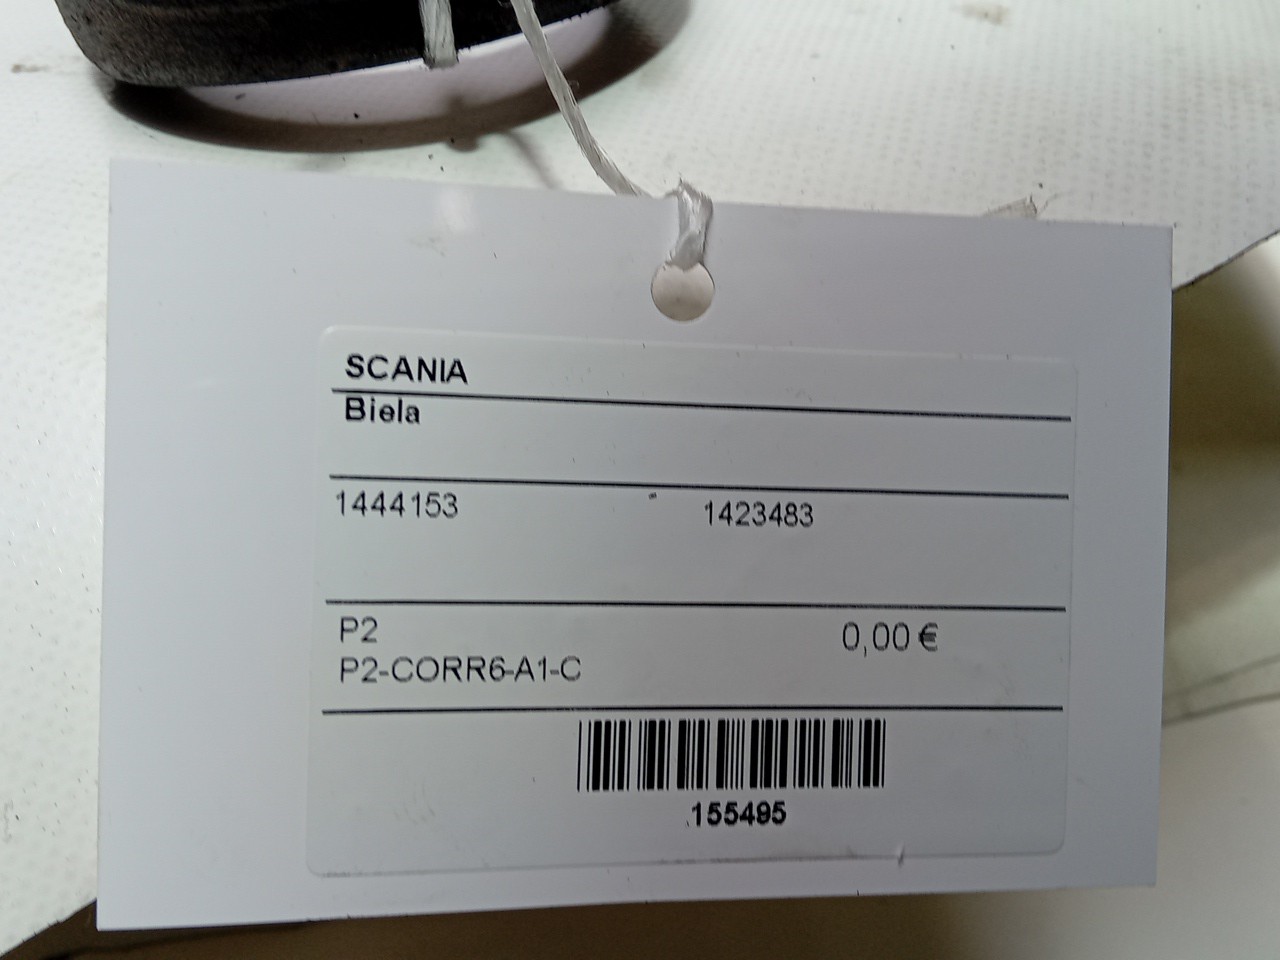 SCANIA
Biela
1444153 1423483
P2 0,00 €
P2-CORR6-A1-C
155495